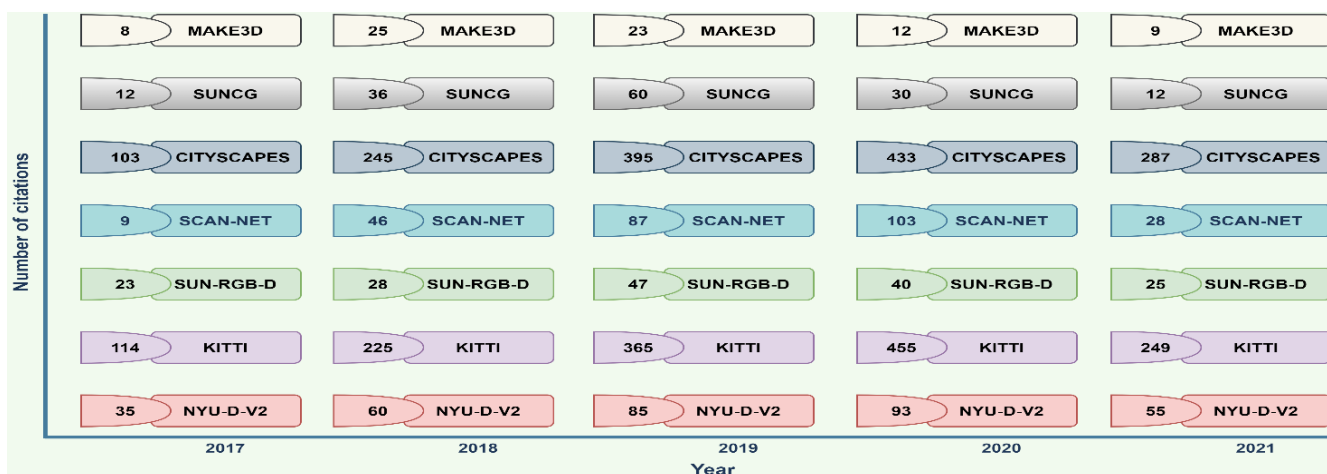 8 MAKE3D 25 MAKE3D 23 MAKE3D 12 MAKE3D 9 MAKE3D
12 SUNCG 36 SUNCG 60 SUNCG 30 SUNCG 12 SUNCG
103 CITYSCAPES 245 CITYSCAPES 395 CITYSCAPES 433 CITYSCAPES 287 CITYSCAPES
9 SCAN-NET 46 SCAN-NET 87 SCAN-NET 103 SCAN-NET 28 SCAN-NET
23 SUN-RGB-D 28 SUN-RGB-D 47 SUN-RGB-D 40 SUN-RGB-D 25 SUN-RGB-D
114 KITTI 225 KITTI 365 KITTI 455 KITTI 249 KITTI
35 NYU-D-V2 60 NYU-D-V2 85 NYU-D-V2 93 NYU-D-V2 55 NYU-D-V2
2017 2018 2019 2020 2021
Year
Number of citations